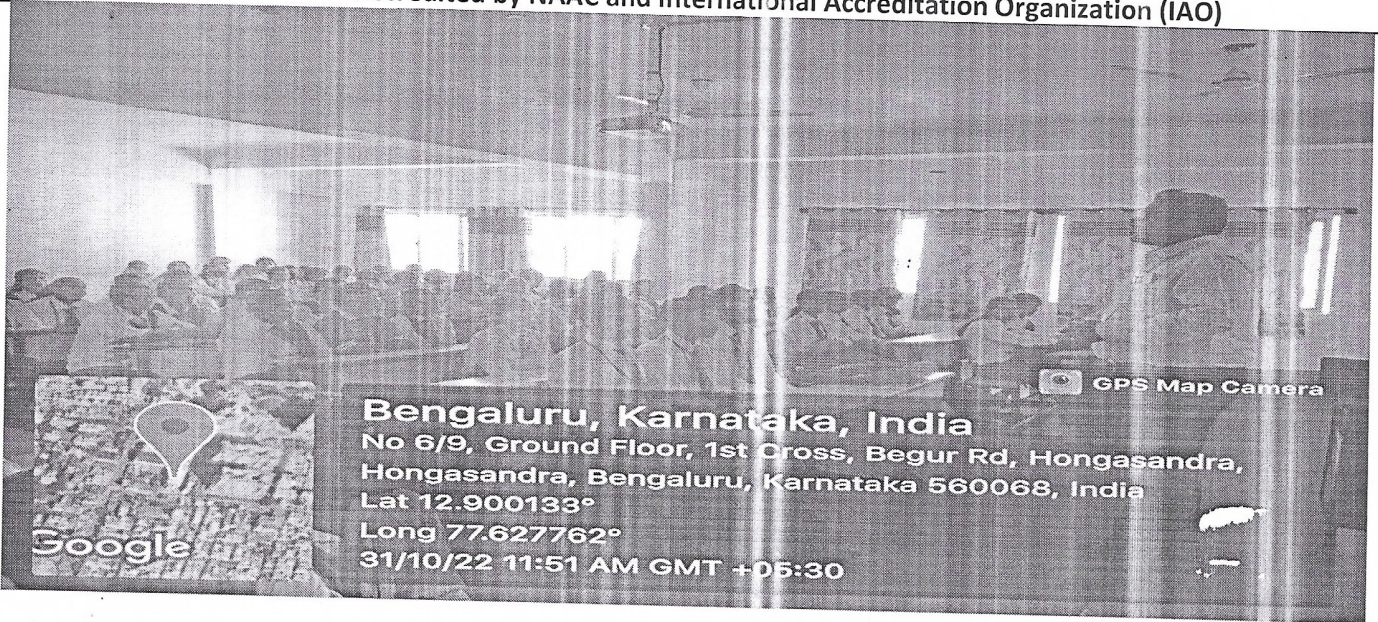 by NAAC and International Accreditation Organization (IAO)
GPS Map Camera
Bengaluru, Karnataka, India
No 6/9, Ground Floor, 1st Cross, Begur Rd, Hongasandra,
Hongasandra, Bengaluru, Karnataka 560068, India
Lat 12.900133°
Long 77.627762°
31/10/22 11:51 AM GMT +05:30
Google